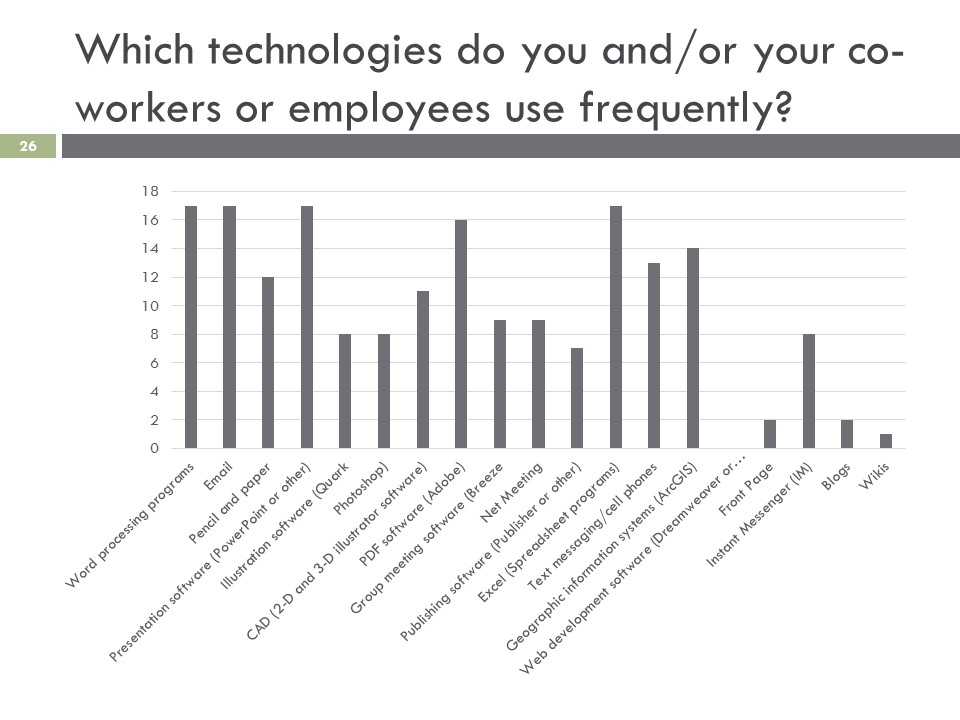 Which technologies do you and/or your co-
workers or employees use frequently?
26
18
16
14
12
10
8
6
4
2
0
Word processing programs
Email
Pencil and paper
Presentation software (PowerPoint or other)
Illustration software (Quark
Photoshop)
CAD (2-D and 3-D illustrator software)
PDF software (Adobe)
Group meeting software (Breeze
Net Meeting
Publishing software (Publisher or other)
Excel (Spreadsheet programs)
Text messaging/cell phones
Geographic information systems (ArcGIS)
Web development software (Dreamweaver or…
Front Page
Instant Messenger (IM)
Blogs
Wikis